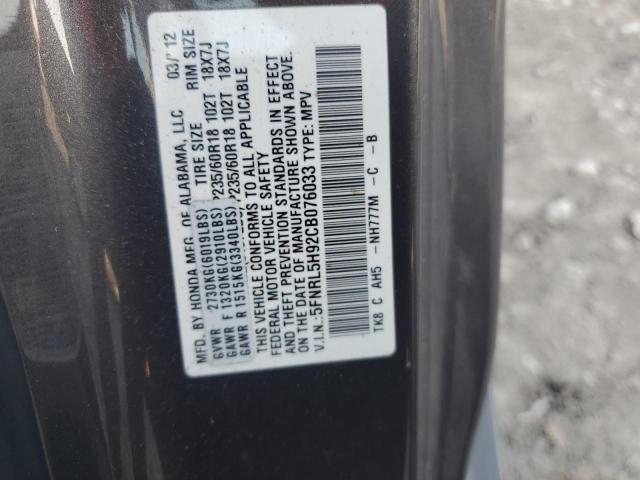 MFD. BY HONDA MFG. OF ALABAMA, LLC 03/'12
GVWR 2730KG(6019LBS) TIRE SIZE RIM SIZE
GAWR F 1320KG(2910LBS) P235/60R18 102T 18X7J
GAWR R 1515KG(3340LBS) P235/60R18 102T 18X7J
THIS VEHICLE CONFORMS TO ALL APPLICABLE
FEDERAL MOTOR VEHICLE SAFETY
AND THEFT PREVENTION STANDARDS IN EFFECT
ON THE DATE OF MANUFACTURE SHOWN ABOVE.
V.I.N.:5FNRL5H92CB076033 TYPE: MPV
TK8 C AH5 -NH777M -C -B